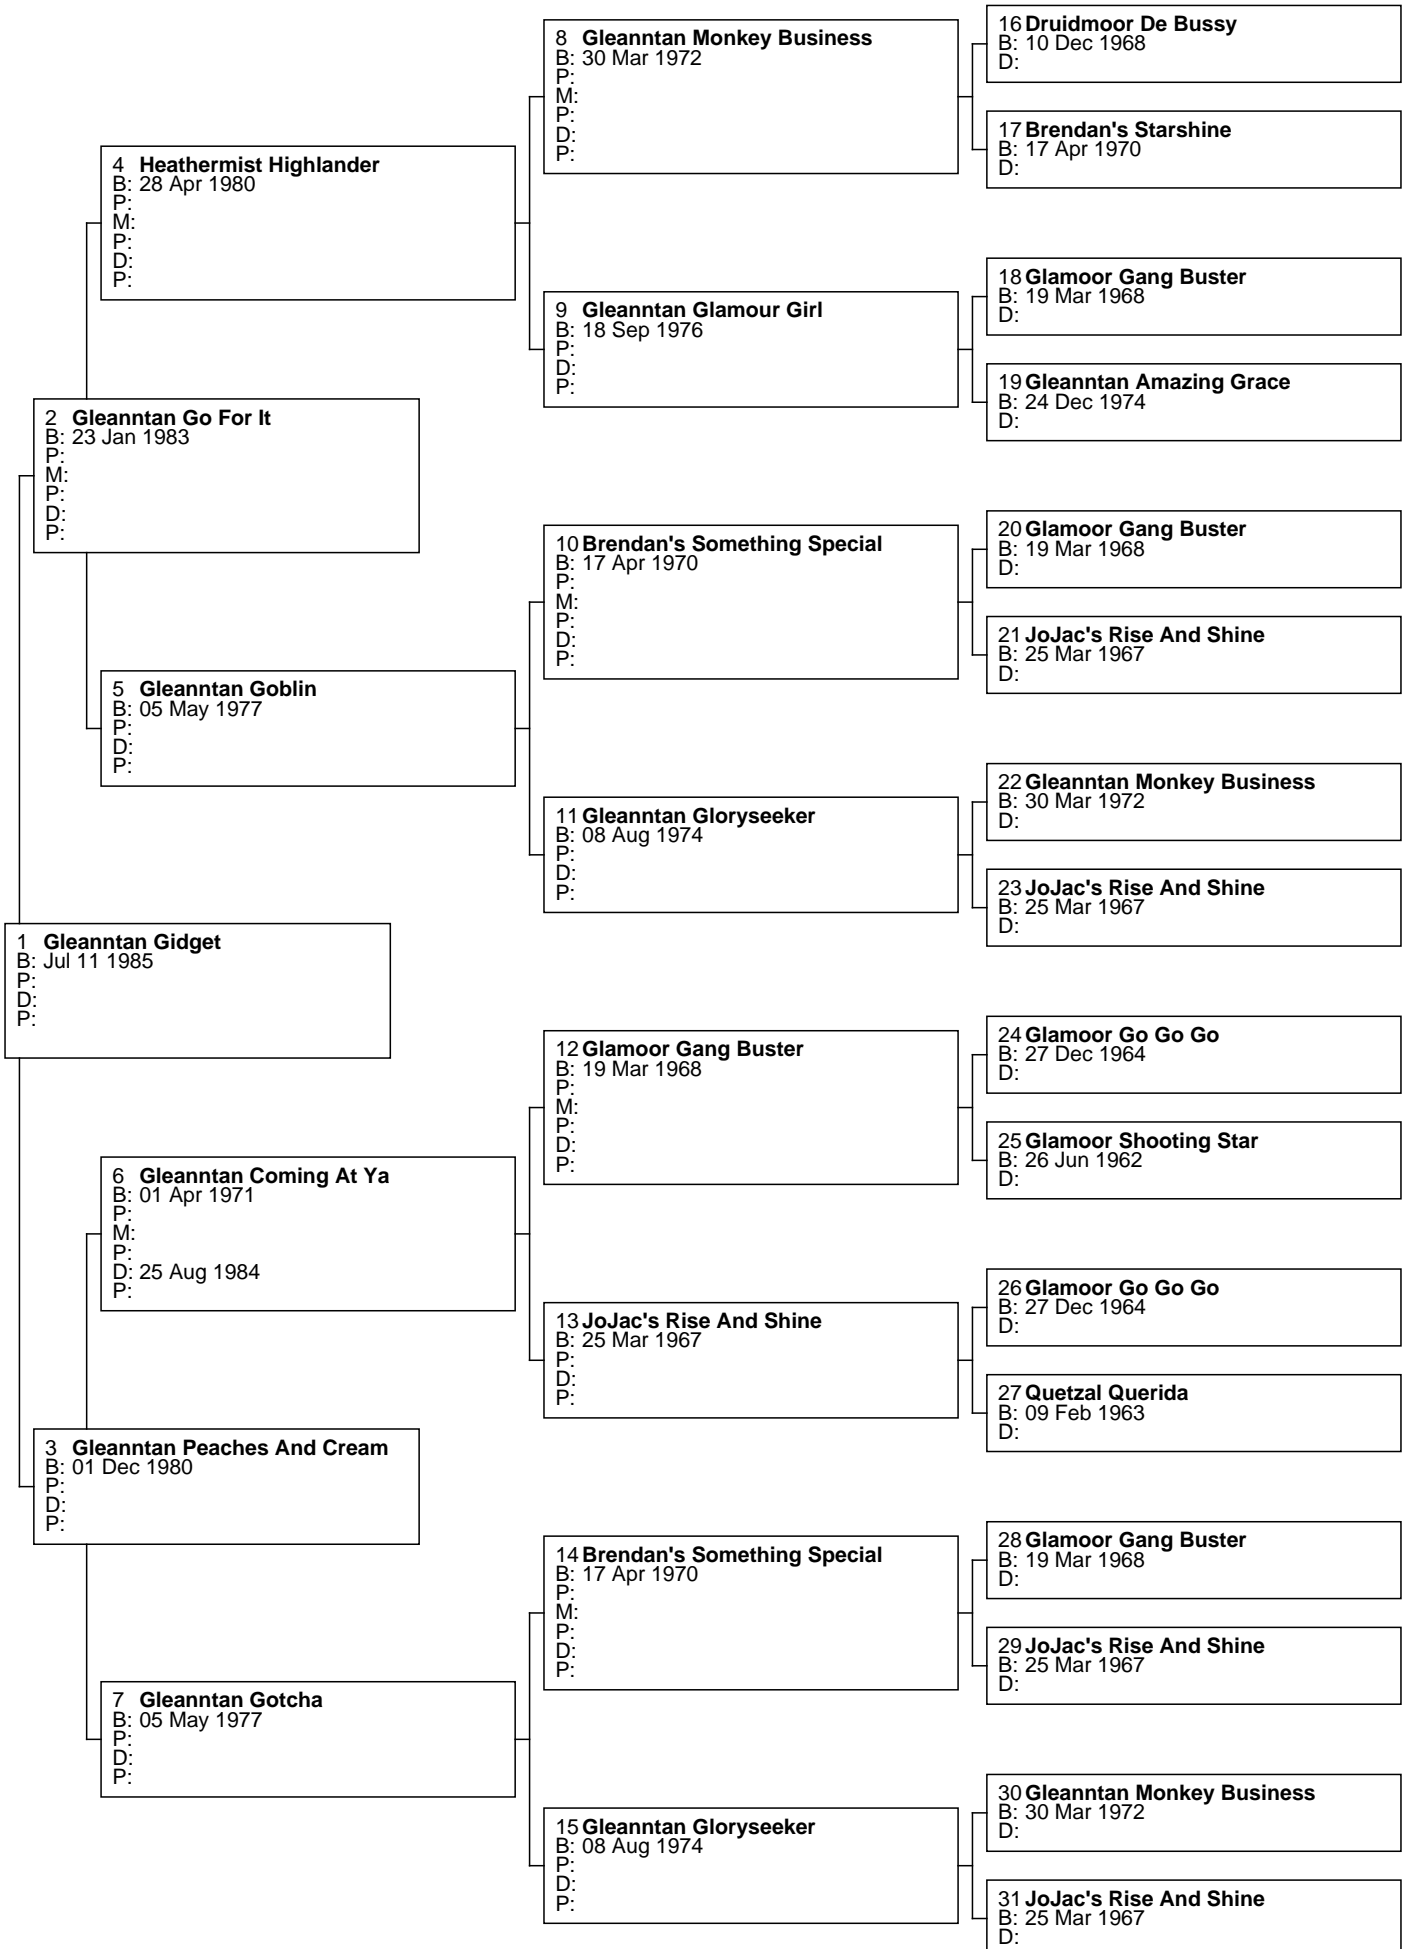 16 Druidmoor De Bussy
B: 10 Dec 1968
D:
8 Gleanntan Monkey Business
B: 30 Mar 1972
P:
M:
P:
D:
P:
17 Brendan's Starshine
B: 17 Apr 1970
D:
4 Heathermist Highlander
B: 28 Apr 1980
P:
M:
P:
D:
P:
18 Glamoor Gang Buster
B: 19 Mar 1968
D:
9 Gleanntan Glamour Girl
B: 18 Sep 1976
P:
D:
P:
19 Gleanntan Amazing Grace
B: 24 Dec 1974
D:
2 Gleanntan Go For It
B: 23 Jan 1983
P:
M:
P:
D:
P:
20 Glamoor Gang Buster
B: 19 Mar 1968
D:
10 Brendan's Something Special
B: 17 Apr 1970
P:
M:
P:
D:
P:
21 JoJac's Rise And Shine
B: 25 Mar 1967
D:
5 Gleanntan Goblin
B: 05 May 1977
P:
D:
P:
22 Gleanntan Monkey Business
B: 30 Mar 1972
D:
11 Gleanntan Gloryseeker
B: 08 Aug 1974
P:
D:
P:
23 JoJac's Rise And Shine
B: 25 Mar 1967
D:
1 Gleanntan Gidget
B: Jul 11 1985
P:
D:
P:
24 Glamoor Go Go Go
B: 27 Dec 1964
D:
12 Glamoor Gang Buster
B: 19 Mar 1968
P:
M:
P:
D:
P:
25 Glamoor Shooting Star
B: 26 Jun 1962
D:
6 Gleanntan Coming At Ya
B: 01 Apr 1971
P:
M:
P:
D: 25 Aug 1984
P:
26 Glamoor Go Go Go
B: 27 Dec 1964
D:
13 JoJac's Rise And Shine
B: 25 Mar 1967
P:
D:
P:
27 Quetzal Querida
B: 09 Feb 1963
D:
3 Gleanntan Peaches And Cream
B: 01 Dec 1980
P:
D:
P:
28 Glamoor Gang Buster
B: 19 Mar 1968
D:
14 Brendan's Something Special
B: 17 Apr 1970
P:
M:
P:
D:
P:
29 JoJac's Rise And Shine
B: 25 Mar 1967
D:
7 Gleanntan Gotcha
B: 05 May 1977
P:
D:
P:
30 Gleanntan Monkey Business
B: 30 Mar 1972
D:
15 Gleanntan Gloryseeker
B: 08 Aug 1974
P:
D:
P:
31 JoJac's Rise And Shine
B: 25 Mar 1967
D: